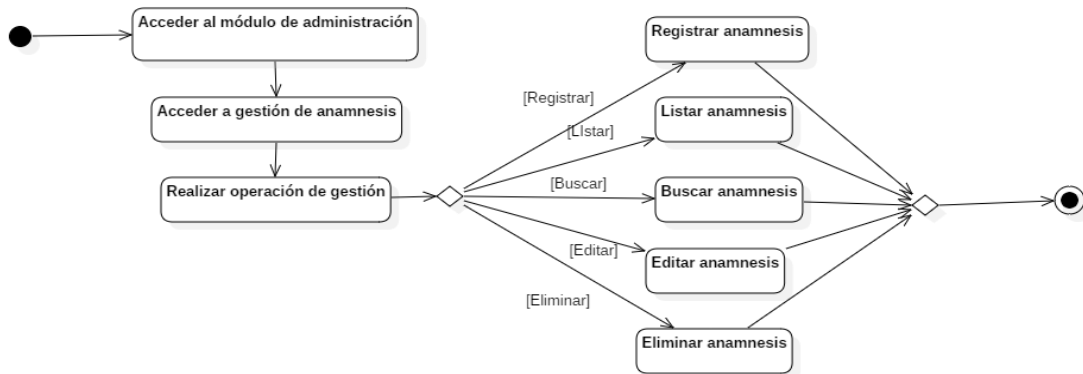 Acceder al módulo de administración
Acceder a gestión de anamnesis
Realizar operación de gestión
[Registrar]
[LIstar]
[Buscar]
[Editar]
[Eliminar]
Registrar anamnesis
Listar anamnesis
Buscar anamnesis
Editar anamnesis
Eliminar anamnesis